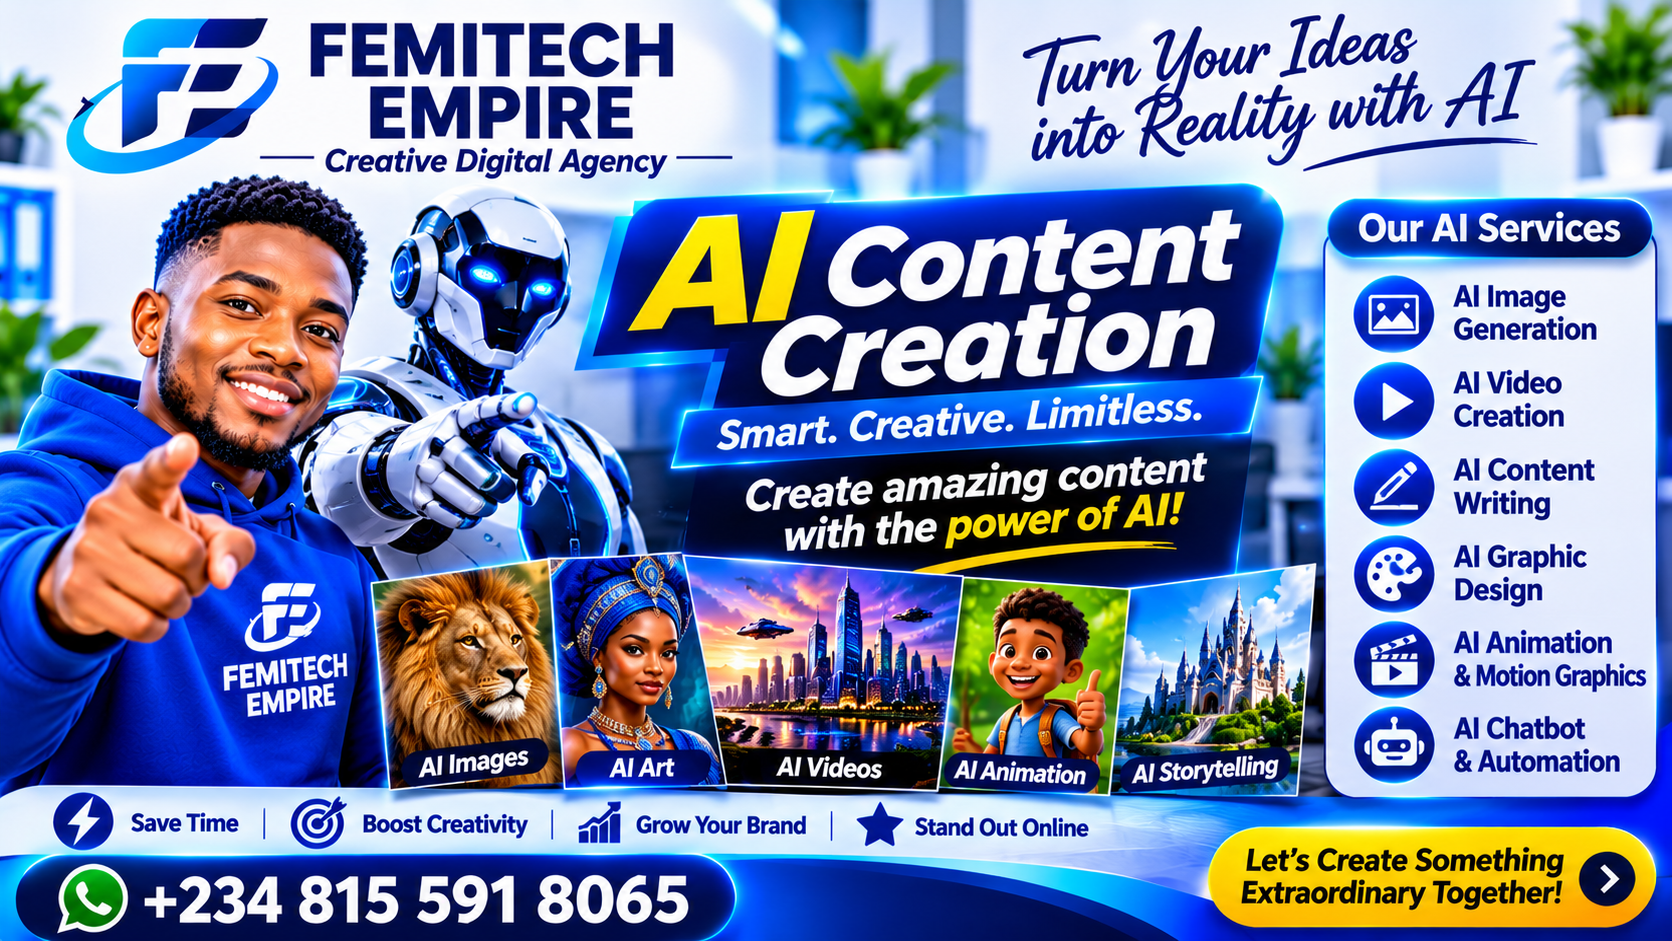 FEMITECH
EMPIRE
Creative Digital Agency
Turn Your Ideas
into Reality with AI
AI Content
Creation
Smart. Creative. Limitless.
Create amazing content
with the power of AI!
Our AI Services
AI Image
Generation
AI Video
Creation
AI Content
Writing
AI Graphic
Design
AI Animation
& Motion Graphics
AI Chatbot
& Automation
FEMITECH
EMPIRE
AI Images
AI Art
AI Videos
AI Animation
AI Storytelling
Save Time
Boost Creativity
Grow Your Brand
Stand Out Online
+234 815 591 8065
Let's Create Something
Extraordinary Together!